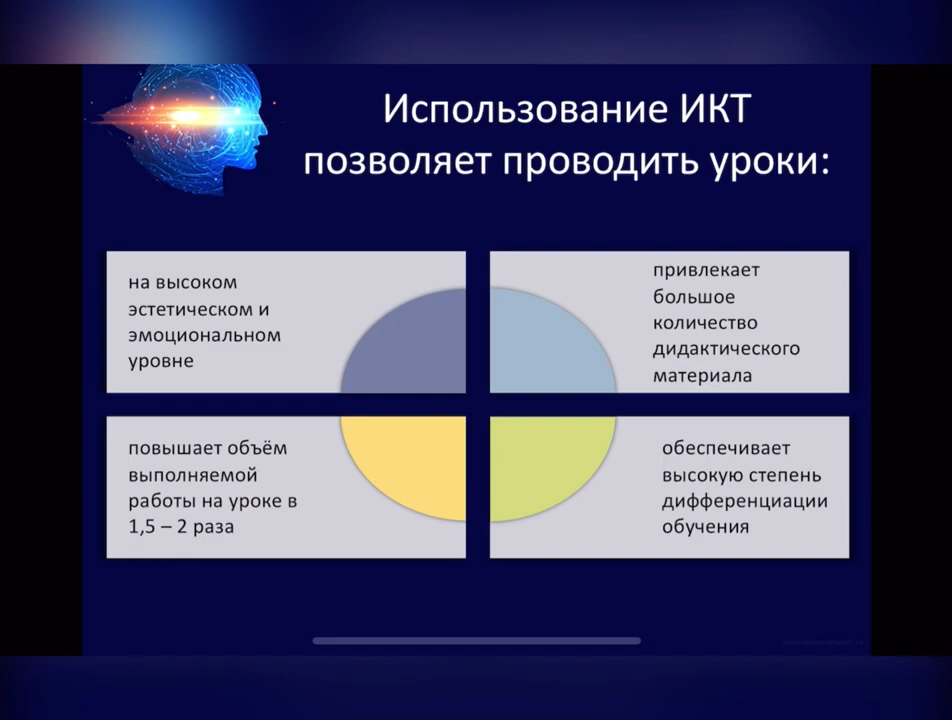 Использование ИКТ
позволяет проводить уроки:
на высоком
эстетическом и
эмоциональном
уровне
привлекает
большое
количество
дидактического
материала
повышает объём
выполняемой
работы на уроке в
1,5 – 2 раза
обеспечивает
высокую степень
дифференциации
обучения